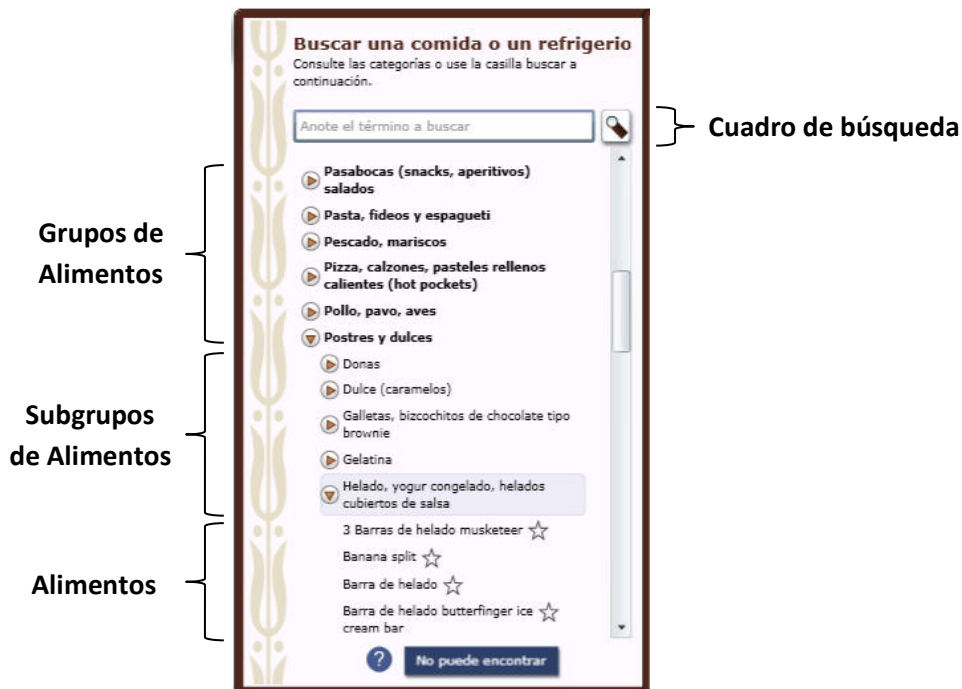 Buscar una comida o un refrigerio
Consulte las categorías o use la casilla buscar a
continuación.
Anote el término a buscar
Cuadro de búsqueda
Grupos de
Alimentos
Pasabocas (snacks, aperitivos)
salados
Pasta, fideos y espagueti
Pescado, mariscos
Pizza, calzones, pasteles rellenos
calientes (hot pockets)
Pollo, pavo, aves
Postres y dulces
Subgrupos
de Alimentos
Donas
Dulce (caramelos)
Galletas, bizcochitos de chocolate tipo
brownie
Gelatina
Helado, yogur congelado, helados
cubiertos de salsa
Alimentos
3 Barras de helado musketeer
Banana split
Barra de helado
Barra de helado butterfinger ice
cream bar
?
No puede encontrar